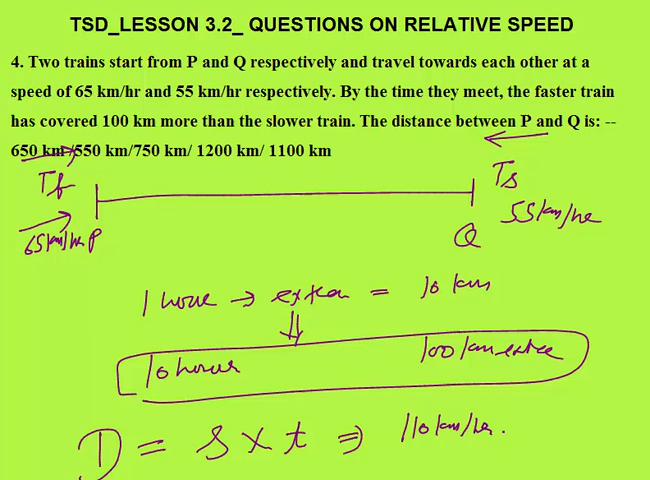 TSD_LESSON 3.2_ QUESTIONS ON RELATIVE SPEED
4. Two trains start from P and Q respectively and travel towards each other at a
speed of 65 km/hr and 55 km/hr respectively. By the time they meet, the faster train
has covered 100 km more than the slower train. The distance between P and Q is: --
650 km/550 km/750 km/ 1200 km/ 1100 km
Tf
Ts
55 km/hr
65 km/hr P
Q
1 hour → extra = 10 km
10 hours 100 km extra
D = S × t ⇒ 110 km/hr.